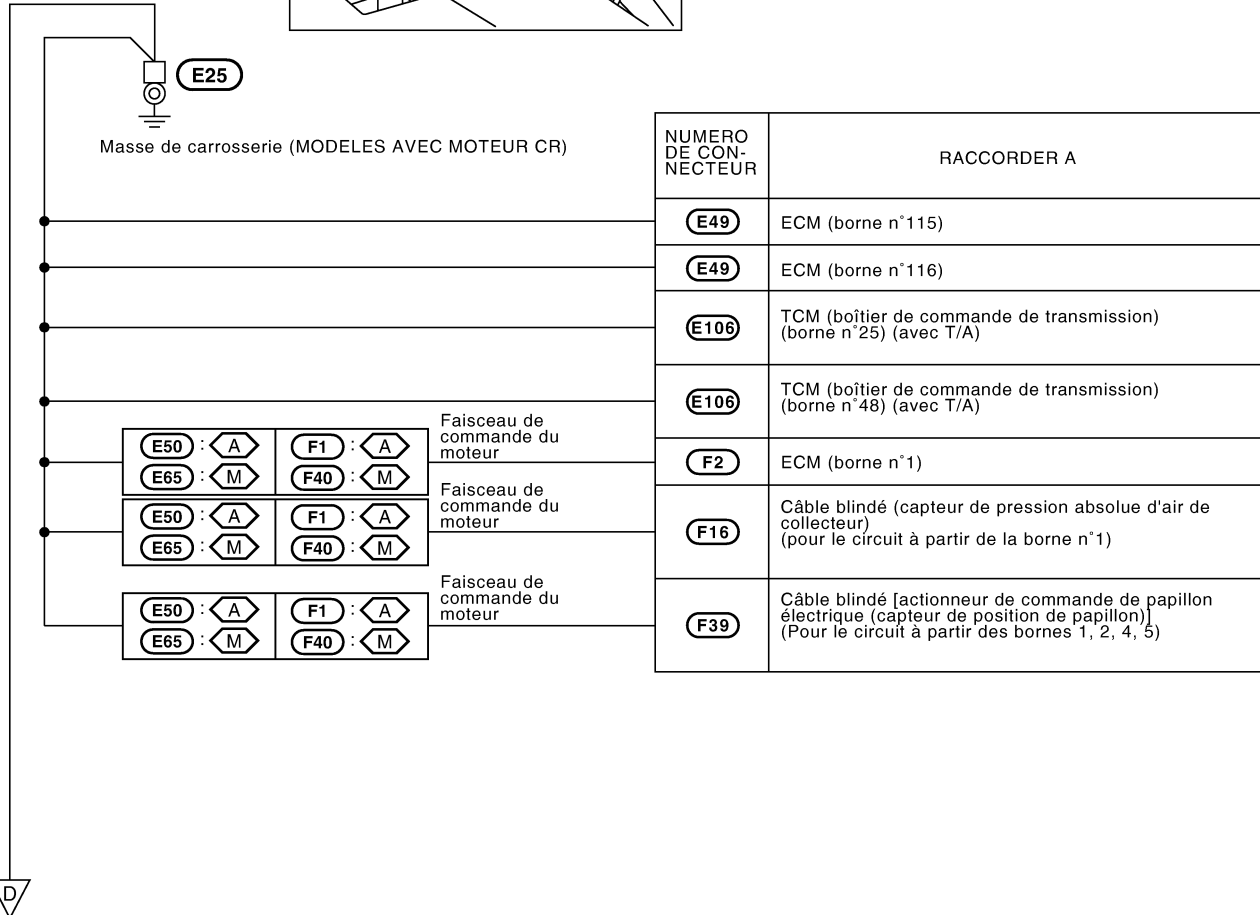 E25
Masse de carrosserie (MODELES AVEC MOTEUR CR)
NUMERO
DE CON-
NECTEUR
RACCORDER A
E49
ECM (borne n°115)
E49
ECM (borne n°116)
E106
TCM (boîtier de commande de transmission)
(borne n°25) (avec T/A)
E106
TCM (boîtier de commande de transmission)
(borne n°48) (avec T/A)
E50 : A F1 : A
E65 : M F40 : M
Faisceau de
commande du
moteur
F2
ECM (borne n°1)
E50 : A F1 : A
E65 : M F40 : M
Faisceau de
commande du
moteur
F16
Câble blindé (capteur de pression absolue d'air de
collecteur)
(pour le circuit à partir de la borne n°1)
E50 : A F1 : A
E65 : M F40 : M
Faisceau de
commande du
moteur
F39
Câble blindé [actionneur de commande de papillon
électrique (capteur de position de papillon)]
(Pour le circuit à partir des bornes 1, 2, 4, 5)
D